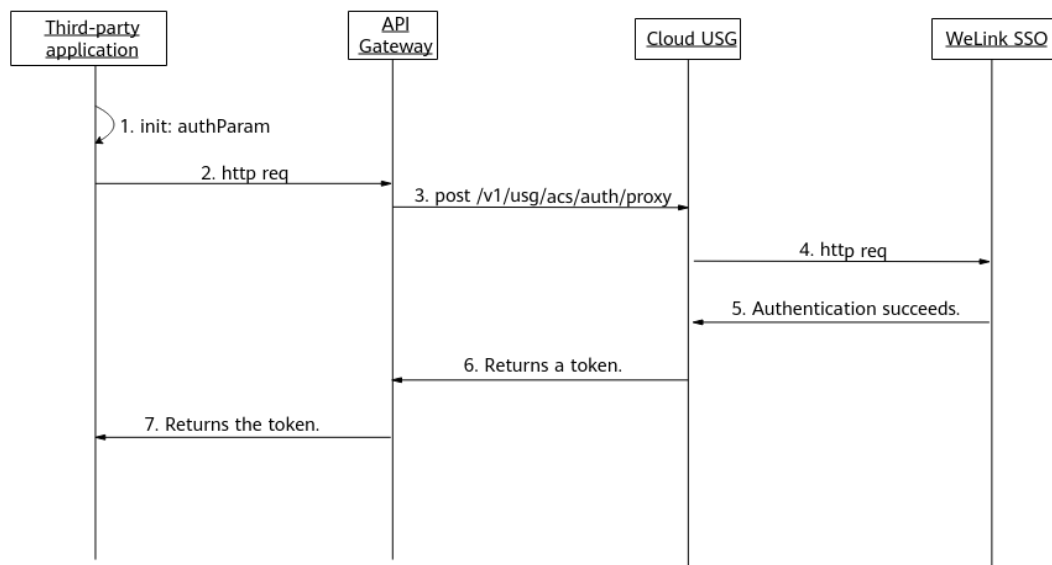 Third-party
application
API
Gateway
Cloud USG
WeLink SSO
1. init: authParam
2. http req
3. post /v1/usg/acs/auth/proxy
4. http req
5. Authentication succeeds.
6. Returns a token.
7. Returns the token.